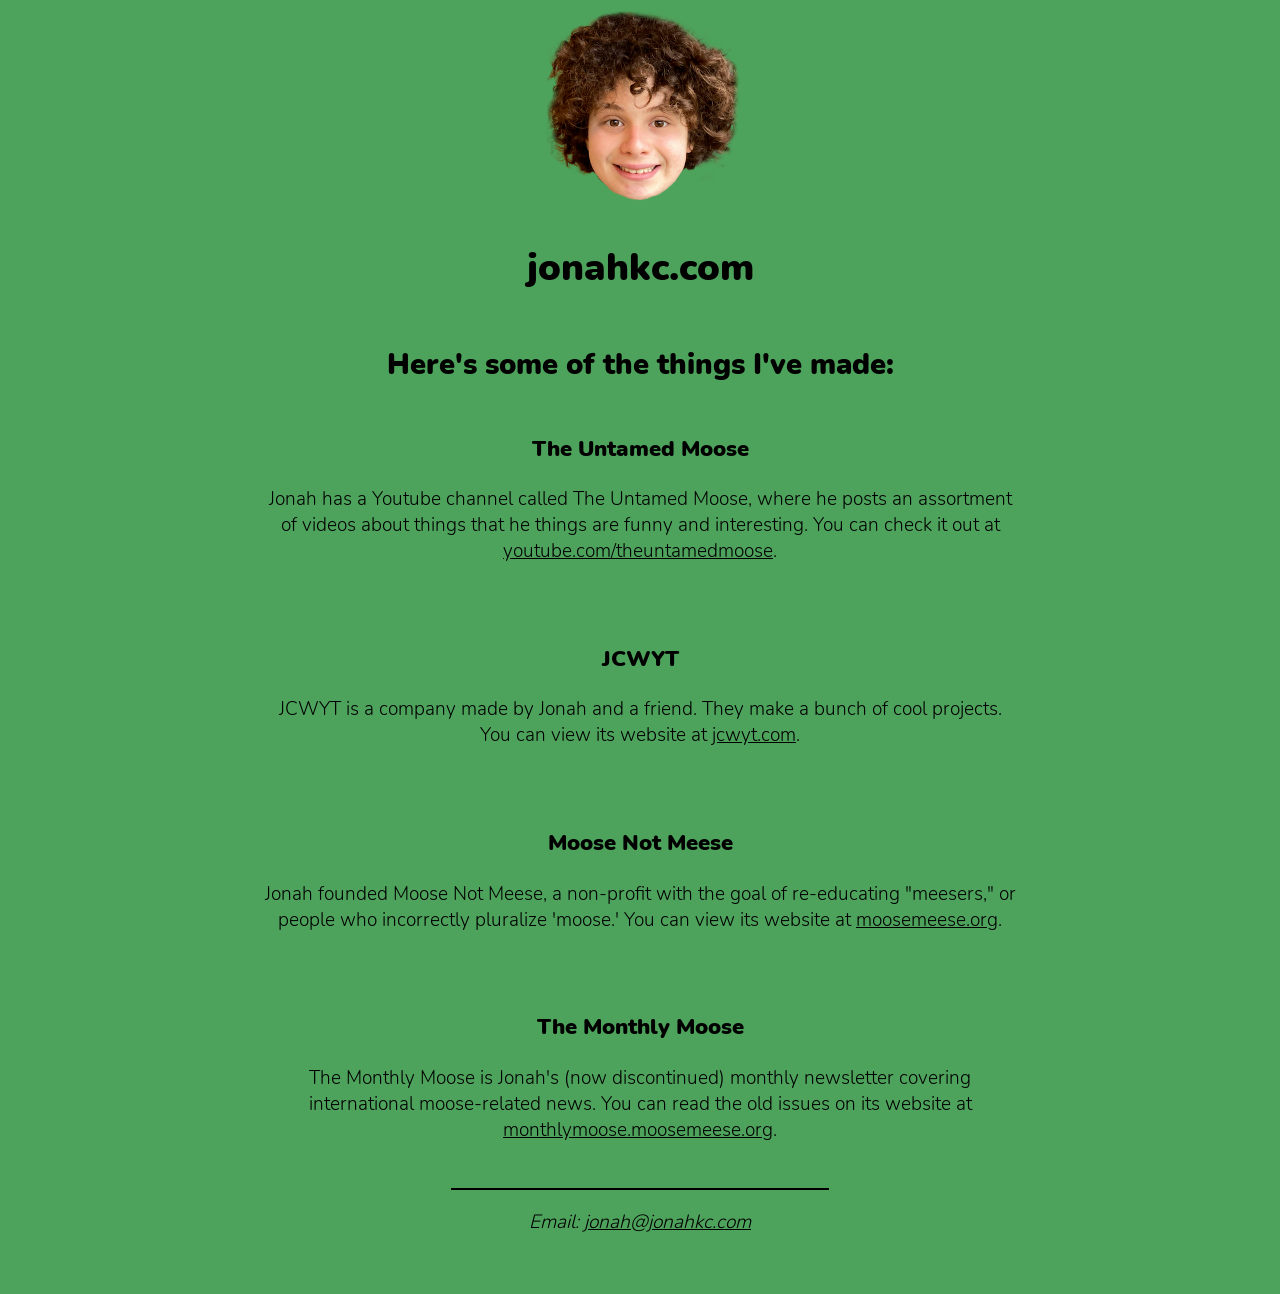 jonahkc.com
Here's some of the things I've made:
The Untamed Moose
Jonah has a Youtube channel called The Untamed Moose, where he posts an assortment
of videos about things that he things are funny and interesting. You can check it out at
youtube.com/theuntamedmoose.
JCWYT
JCWYT is a company made by Jonah and a friend. They make a bunch of cool projects.
You can view its website at jcwyt.com.
Moose Not Meese
Jonah founded Moose Not Meese, a non-profit with the goal of re-educating "meesers," or
people who incorrectly pluralize 'moose.' You can view its website at moosemeese.org.
The Monthly Moose
The Monthly Moose is Jonah's (now discontinued) monthly newsletter covering
international moose-related news. You can read the old issues on its website at
monthlymoose.moosemeese.org.
Email: jonah@jonahkc.com